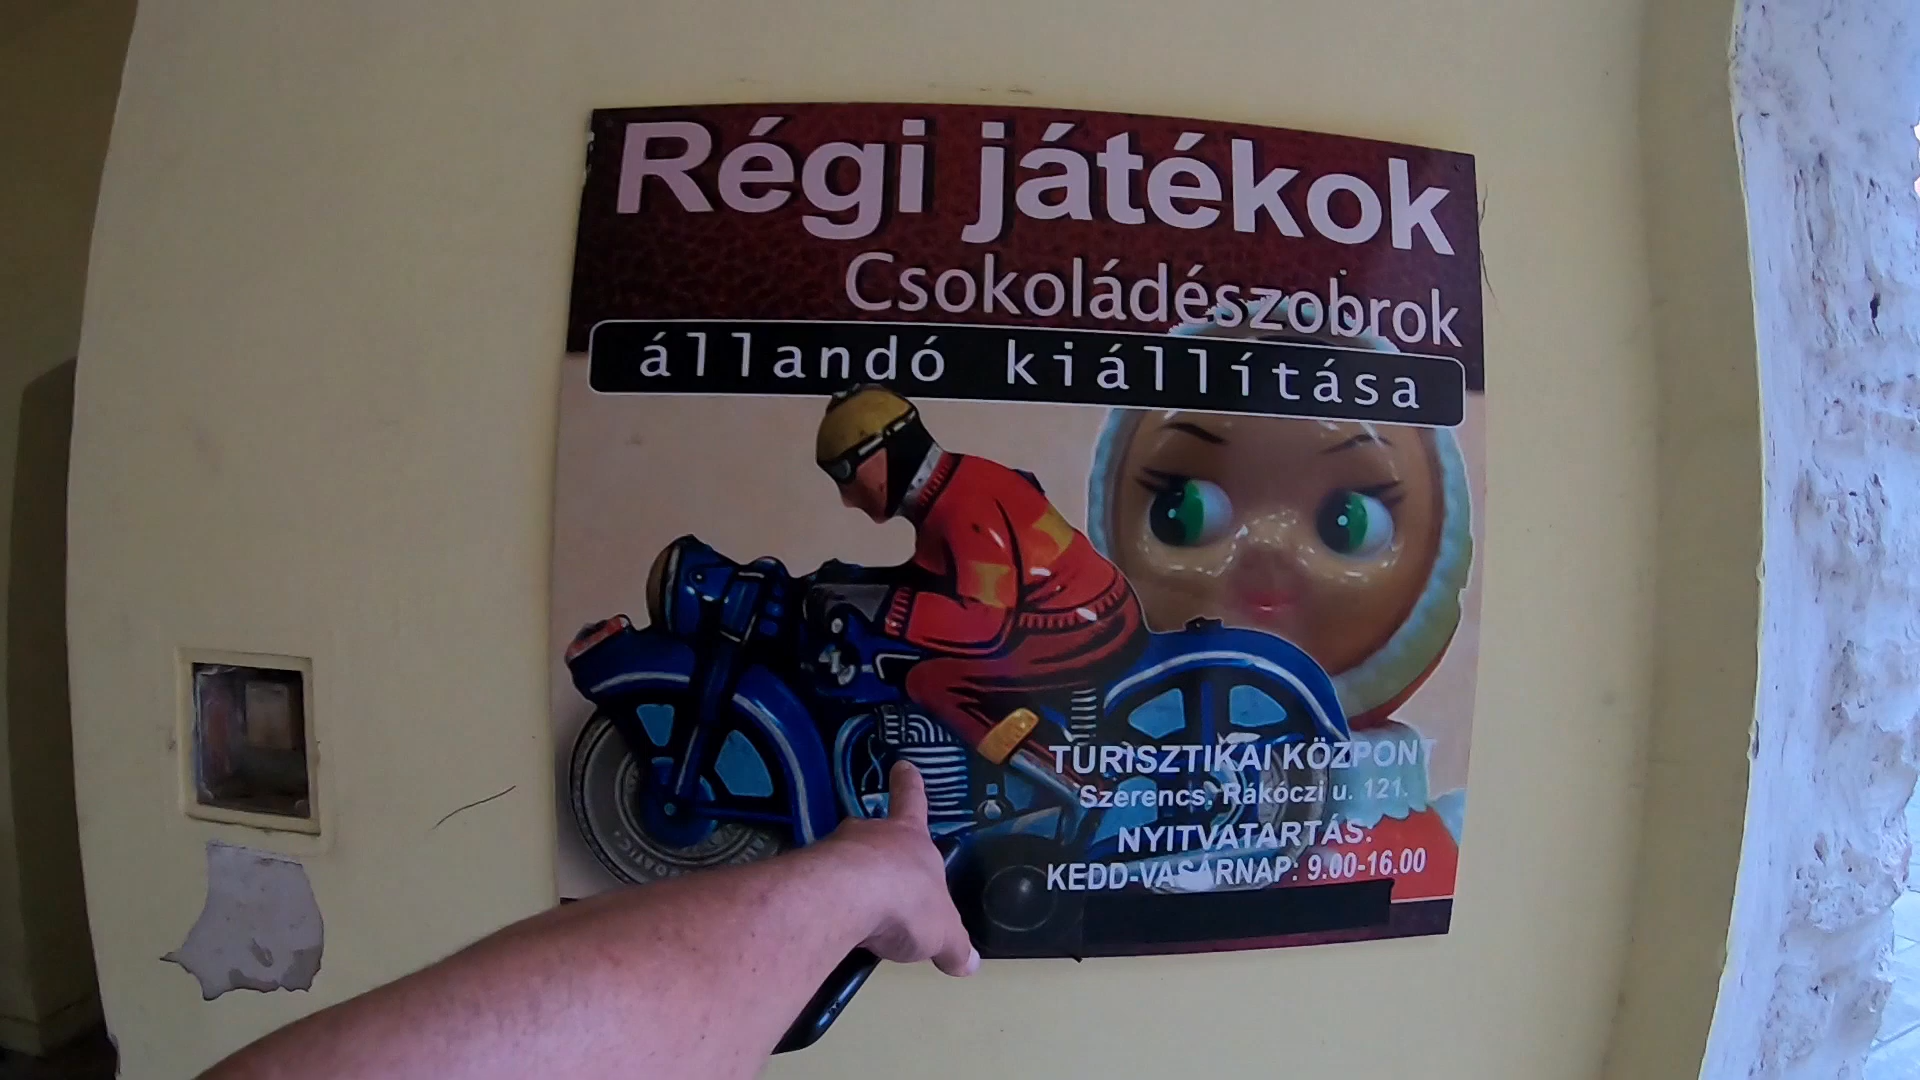 Régi játékok
Csokoládészobrok
állandó kiállítása
TURISZTIKAI KÖZPONT
Szerencs, Rákóczi u. 121.
NYITVATARTÁS:
KEDD-VASÁRNAP: 9.00-16.00